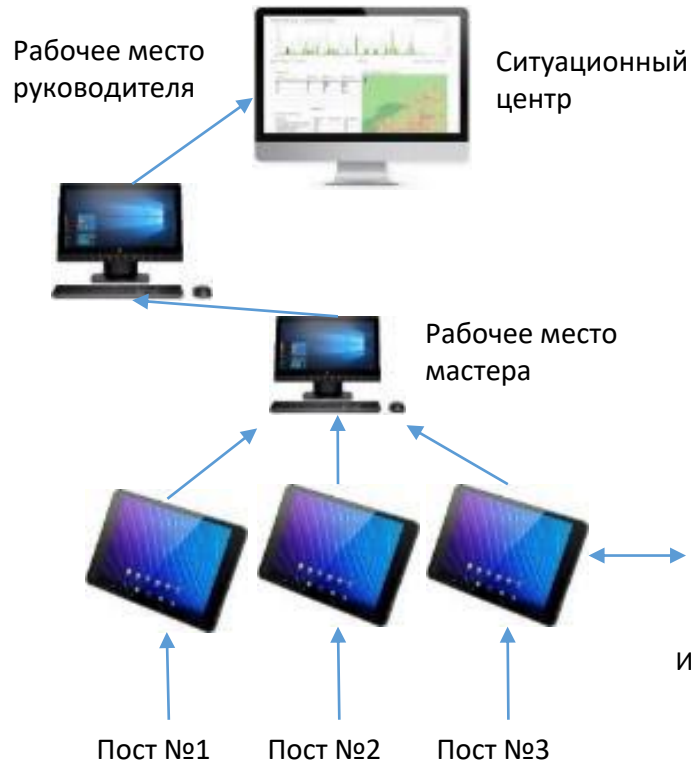 Рабочее место
руководителя
Ситуационный
центр
Рабочее место
мастера
И
Пост №1
Пост №2
Пост №3